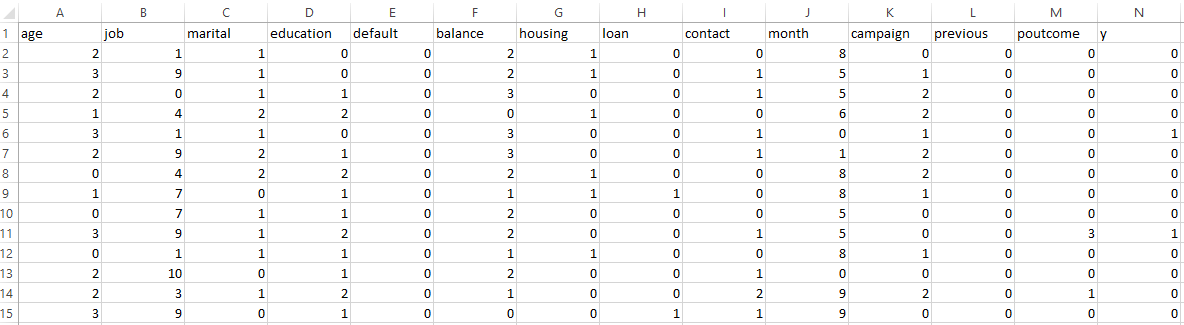 A B C D E F G H I J K L M N
1 age job marital education default balance housing loan contact month campaign previous poutcome y
2 2 1 1 0 0 2 1 0 0 8 0 0 0 0
3 3 9 1 0 0 2 1 0 1 5 1 0 0 0
4 2 0 1 1 0 3 0 0 1 5 2 0 0 0
5 1 4 2 2 0 0 1 0 0 6 2 0 0 0
6 3 1 1 0 0 3 0 0 1 0 1 0 0 1
7 2 9 2 1 0 3 0 0 1 1 2 0 0 0
8 0 4 2 2 0 2 1 0 0 8 2 0 0 0
9 1 7 0 1 0 1 1 1 0 8 1 0 0 0
10 0 7 1 1 0 2 0 0 0 5 0 0 0 0
11 3 9 1 2 0 2 0 0 1 5 0 0 3 1
12 0 1 1 1 0 1 1 0 0 8 1 0 0 0
13 2 10 0 1 0 2 0 0 1 0 0 0 0 0
14 2 3 1 2 0 1 0 0 2 9 2 0 1 0
15 3 9 0 1 0 0 0 1 1 9 0 0 0 0